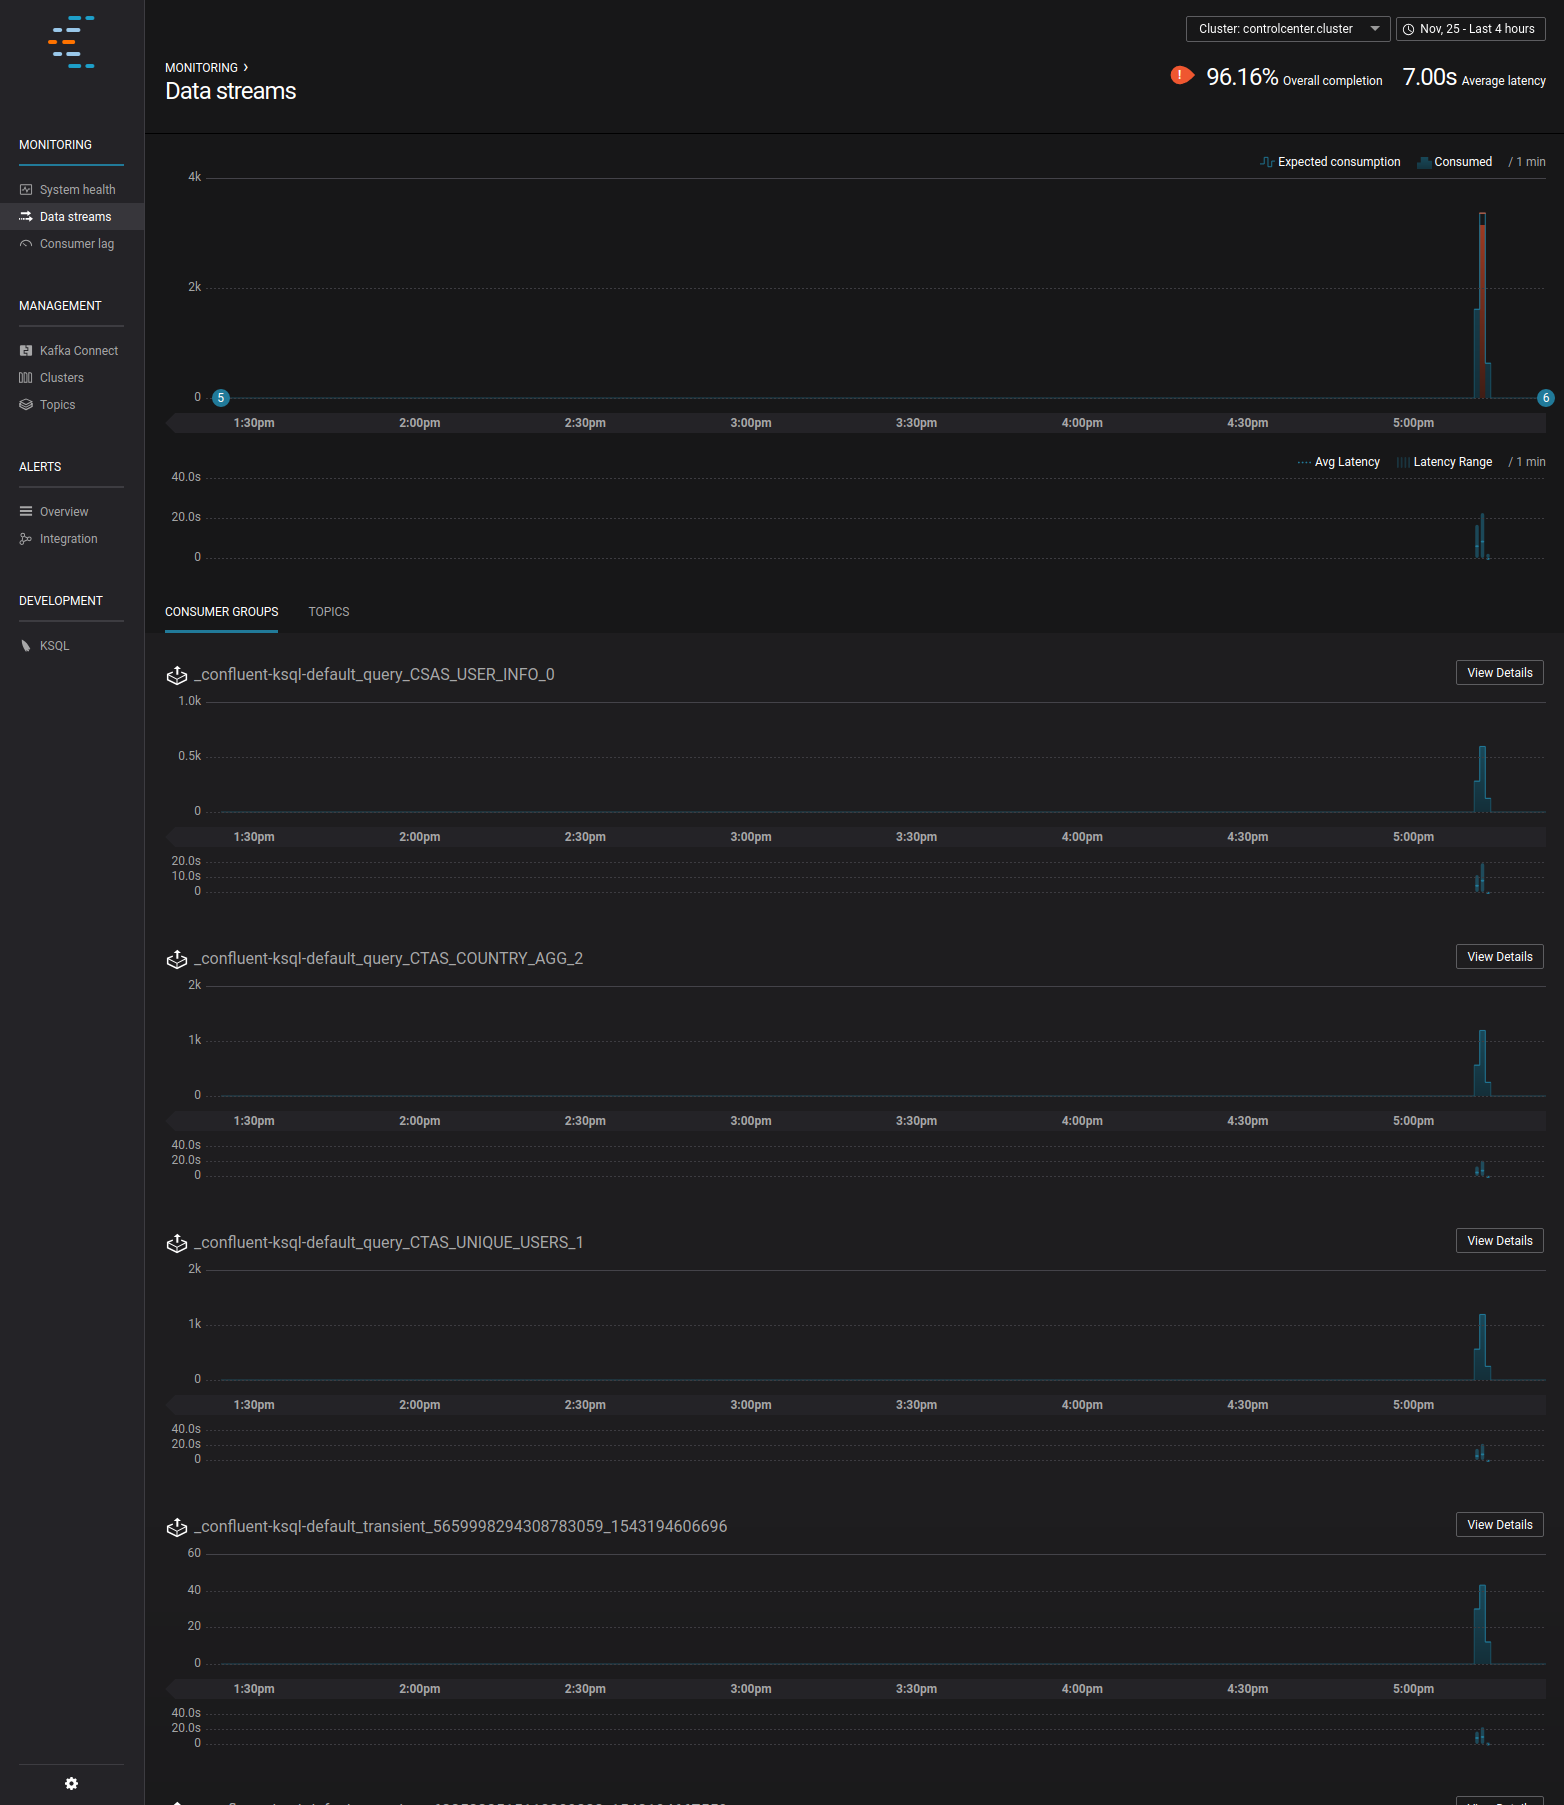 Cluster: controlcenter.cluster
Nov, 25 - Last 4 hours
MONITORING ›
Data streams
! 96.16% Overall completion 7.00s Average latency
MONITORING
System health
Data streams
Consumer lag
MANAGEMENT
Kafka Connect
Clusters
Topics
ALERTS
Overview
Integration
DEVELOPMENT
KSQL
Expected consumption Consumed / 1 min
4k
2k
0
5
6
1:30pm 2:00pm 2:30pm 3:00pm 3:30pm 4:00pm 4:30pm 5:00pm
Avg Latency Latency Range / 1 min
40.0s
20.0s
0
CONSUMER GROUPS TOPICS
_confluent-ksql-default_query_CSAS_USER_INFO_0
View Details
1.0k
0.5k
0
1:30pm 2:00pm 2:30pm 3:00pm 3:30pm 4:00pm 4:30pm 5:00pm
20.0s
10.0s
0
_confluent-ksql-default_query_CTAS_COUNTRY_AGG_2
View Details
2k
1k
0
1:30pm 2:00pm 2:30pm 3:00pm 3:30pm 4:00pm 4:30pm 5:00pm
40.0s
20.0s
0
_confluent-ksql-default_query_CTAS_UNIQUE_USERS_1
View Details
2k
1k
0
1:30pm 2:00pm 2:30pm 3:00pm 3:30pm 4:00pm 4:30pm 5:00pm
40.0s
20.0s
0
_confluent-ksql-default_transient_5659998294308783059_1543194606696
View Details
60
40
20
0
1:30pm 2:00pm 2:30pm 3:00pm 3:30pm 4:00pm 4:30pm 5:00pm
40.0s
20.0s
0